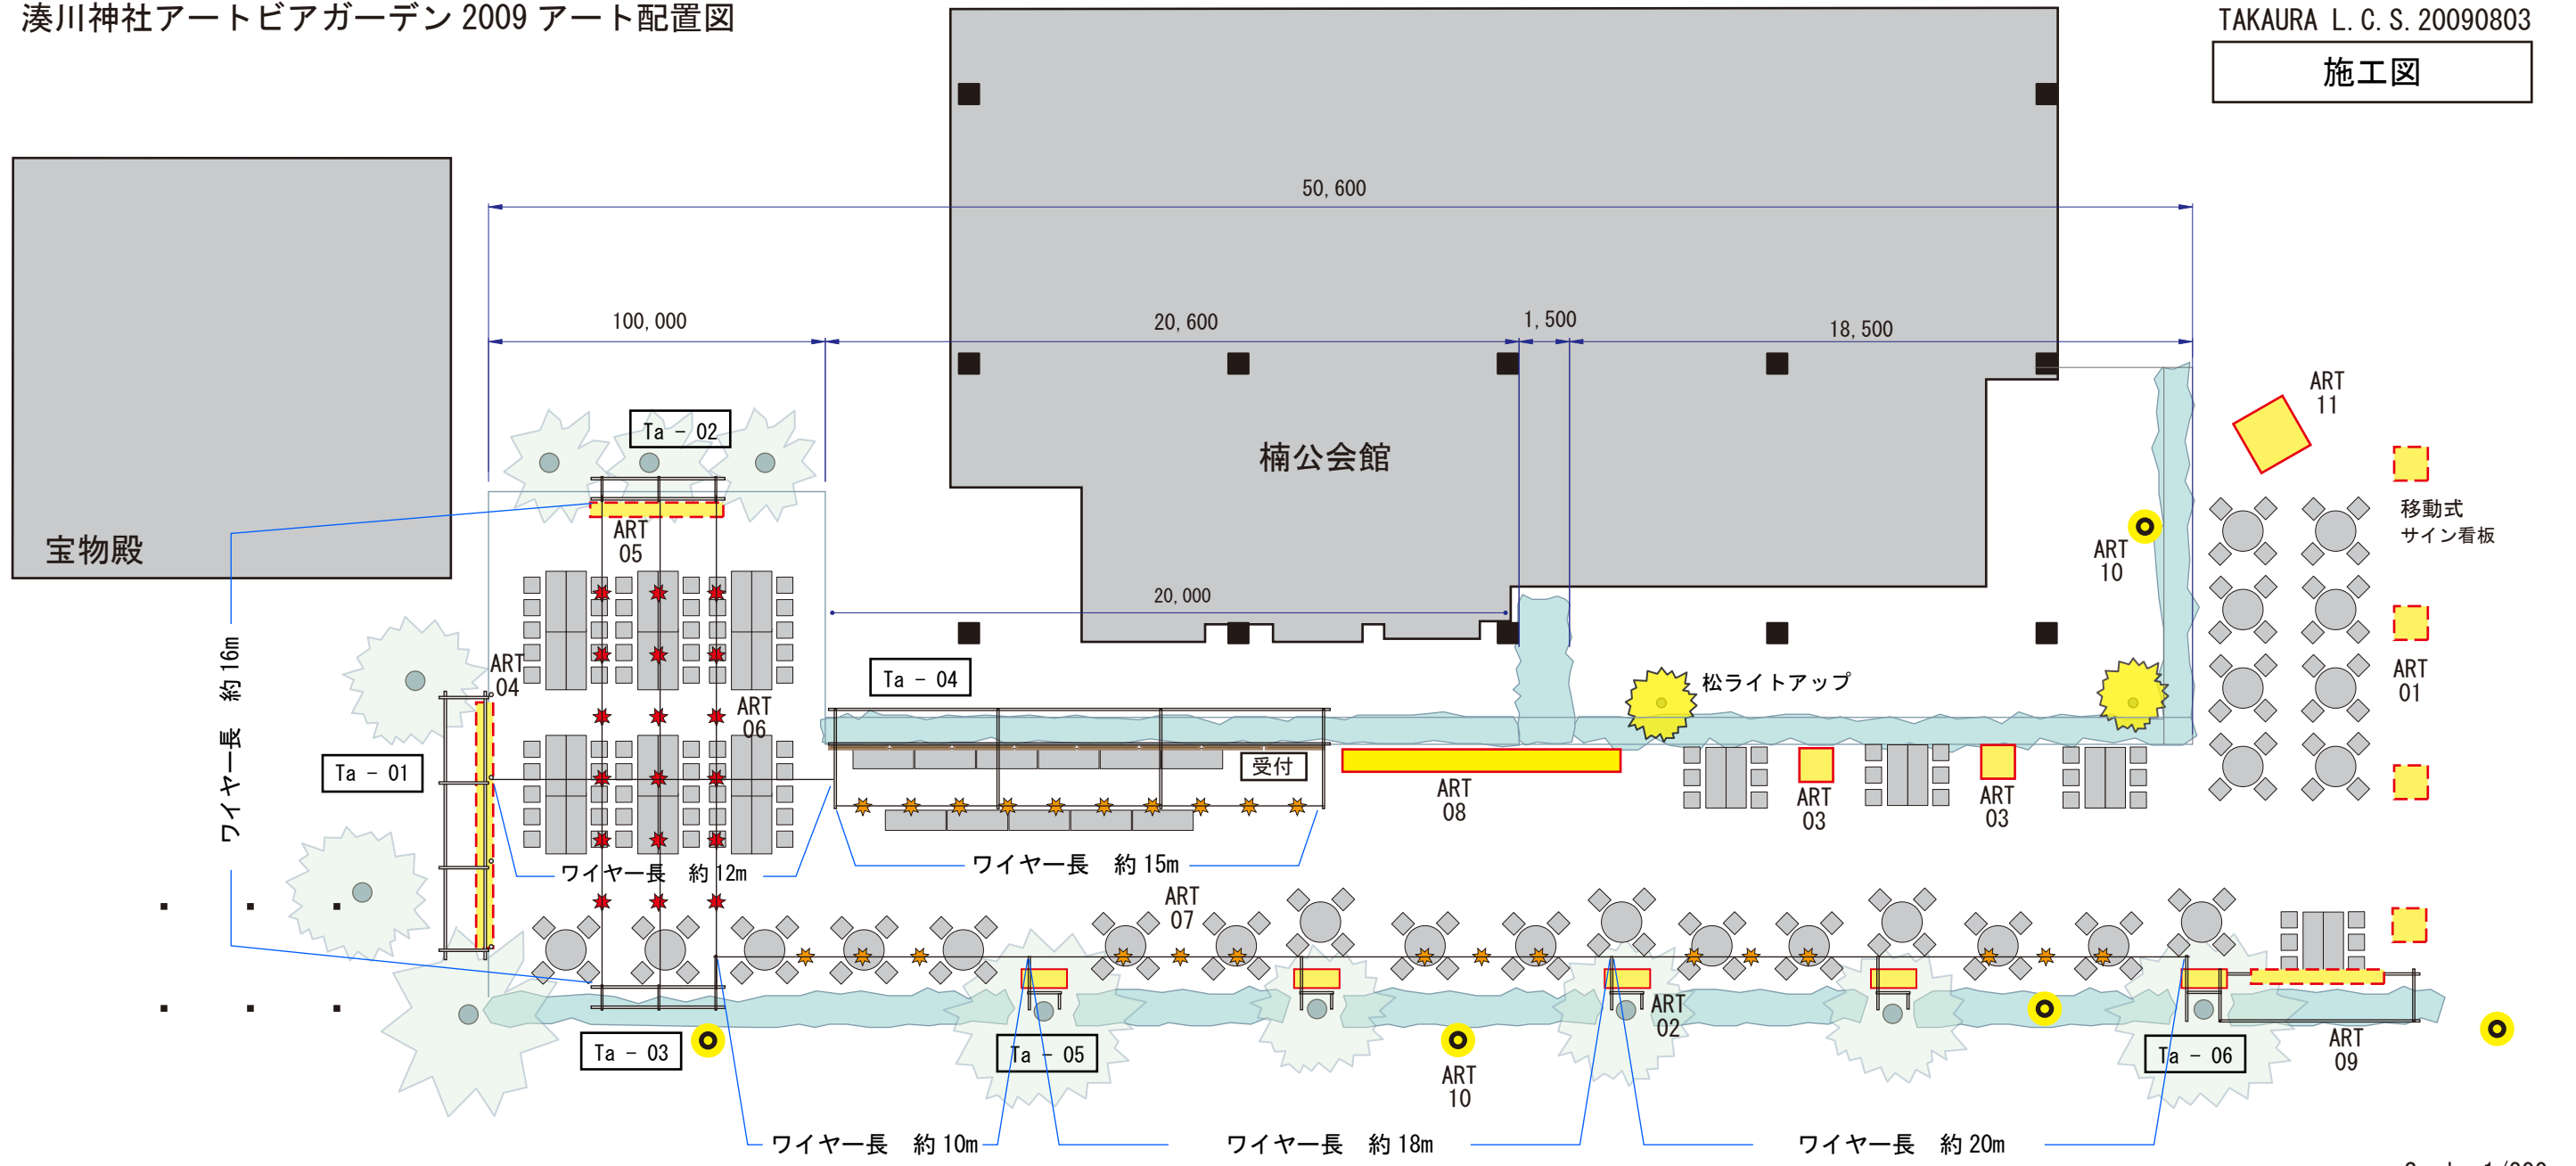 湊川神社アートビアガーデン 2009 アート配置図
TAKAURA L.C.S.20090803
施工図
50,600
100,000
20,600
1,500
18,500
ART
11
Ta - 02
楠公会館
移動式
サイン看板
ART
05
宝物殿
ART
10
20,000
ワイヤー長 約16m
ART
04
Ta - 04
松ライトアップ
ART
01
ART
06
Ta - 01
受付
ART
08
ART
03
ART
03
ワイヤー長 約12m
ワイヤー長 約15m
ART
07
ART
02
Ta - 03
Ta - 05
Ta - 06
ART
09
ART
10
ワイヤー長 約10m
ワイヤー長 約18m
ワイヤー長 約20m